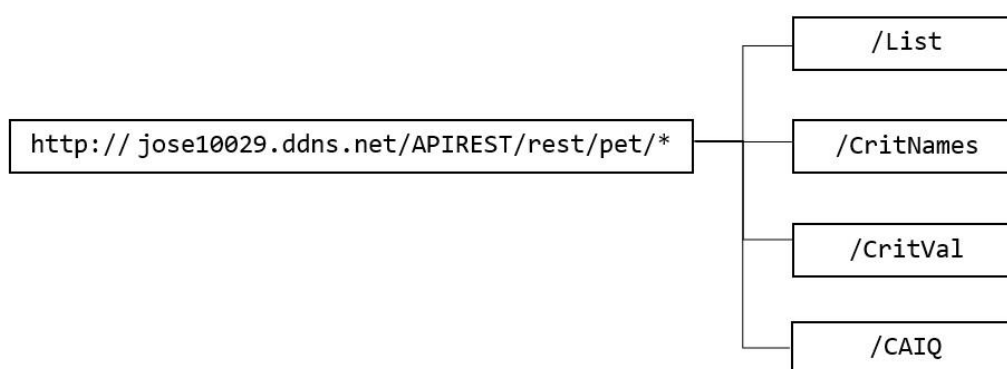 /List
http:// jose10029.ddns.net/APIREST/rest/pet/*
/CritNames
/CritVal
/CAIQ